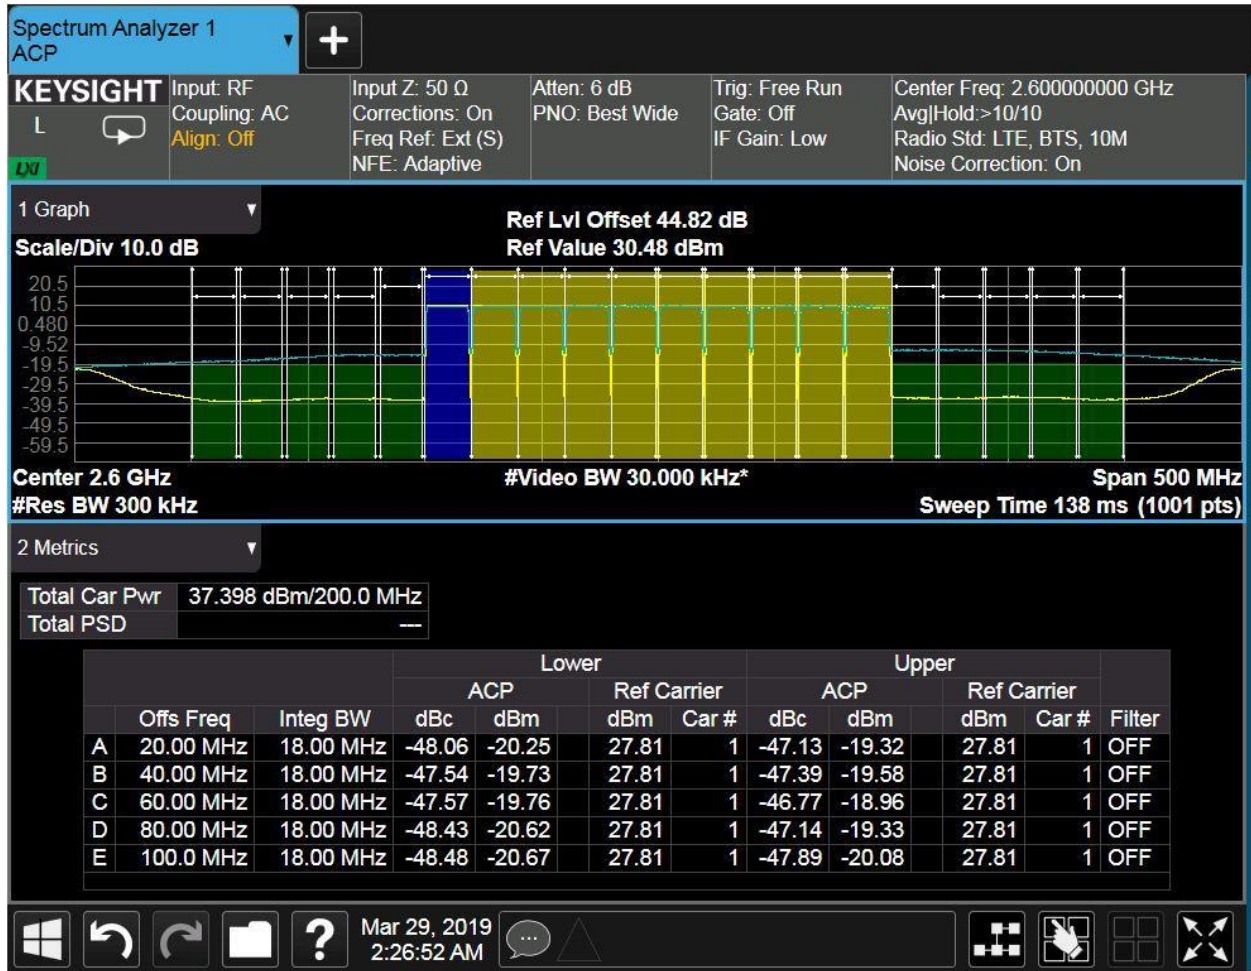 Spectrum Analyzer 1
ACP
KEYSIGHT
L
LXI
Input: RF
Coupling: AC
Align: Off
Input Z: 50 Ω
Corrections: On
Freq Ref: Ext (S)
NFE: Adaptive
Atten: 6 dB
PNO: Best Wide
Trig: Free Run
Gate: Off
IF Gain: Low
Center Freq: 2.600000000 GHz
Avg|Hold:>10/10
Radio Std: LTE, BTS, 10M
Noise Correction: On
1 Graph
Scale/Div 10.0 dB
Ref Lvl Offset 44.82 dB
Ref Value 30.48 dBm
20.5
10.5
0.480
-9.52
-19.5
-29.5
-39.5
-49.5
-59.5
Center 2.6 GHz
#Video BW 30.000 kHz*
Span 500 MHz
#Res BW 300 kHz
Sweep Time 138 ms (1001 pts)
2 Metrics
Total Car Pwr 37.398 dBm/200.0 MHz
Total PSD ---
Lower Upper
ACP Ref Carrier ACP Ref Carrier
Offs Freq Integ BW dBc dBm dBm Car # dBc dBm dBm Car # Filter
A 20.00 MHz 18.00 MHz -48.06 -20.25 27.81 1 -47.13 -19.32 27.81 1 OFF
B 40.00 MHz 18.00 MHz -47.54 -19.73 27.81 1 -47.39 -19.58 27.81 1 OFF
C 60.00 MHz 18.00 MHz -47.57 -19.76 27.81 1 -46.77 -18.96 27.81 1 OFF
D 80.00 MHz 18.00 MHz -48.43 -20.62 27.81 1 -47.14 -19.33 27.81 1 OFF
E 100.0 MHz 18.00 MHz -48.48 -20.67 27.81 1 -47.89 -20.08 27.81 1 OFF
?
Mar 29, 2019
2:26:52 AM